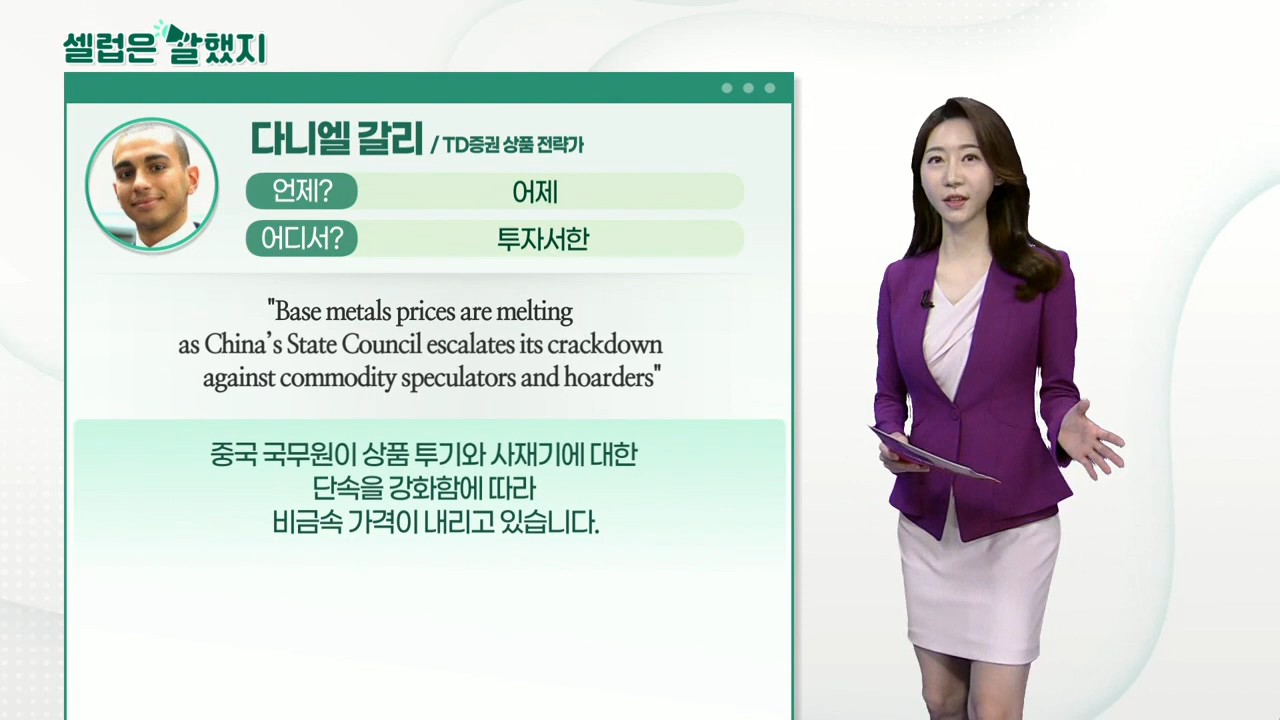 셀럽은 말했지
다니엘 갈리 / TD증권 상품 전략가
언제? 어제
어디서? 투자서한
"Base metals prices are melting
as China's State Council escalates its crackdown
against commodity speculators and hoarders"
중국 국무원이 상품 투기와 사재기에 대한
단속을 강화함에 따라
비금속 가격이 내리고 있습니다.